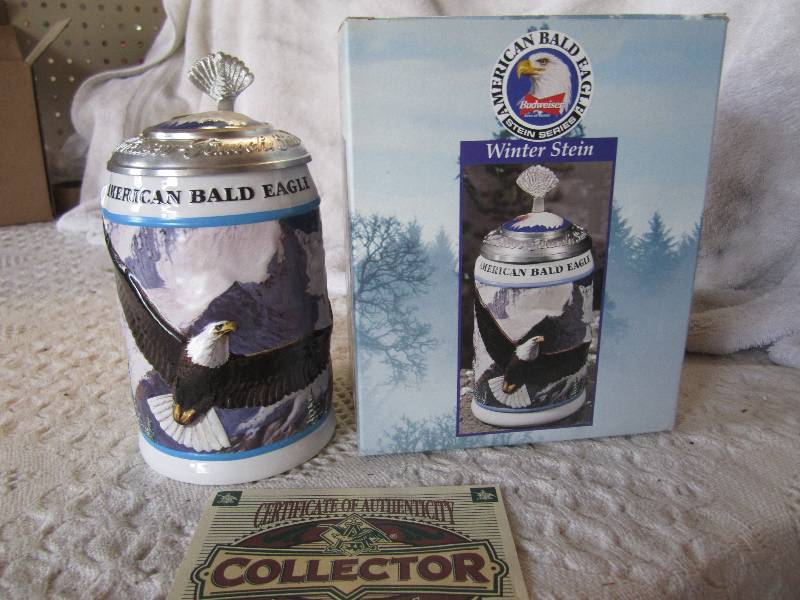 AMERICAN BALD EAGLE
AMERICAN BALD EAGLE
Budweiser
STEIN SERIES
Winter Stein
AMERICAN BALD EAGLE
CERTIFICATE OF AUTHENTICITY
COLLECTOR